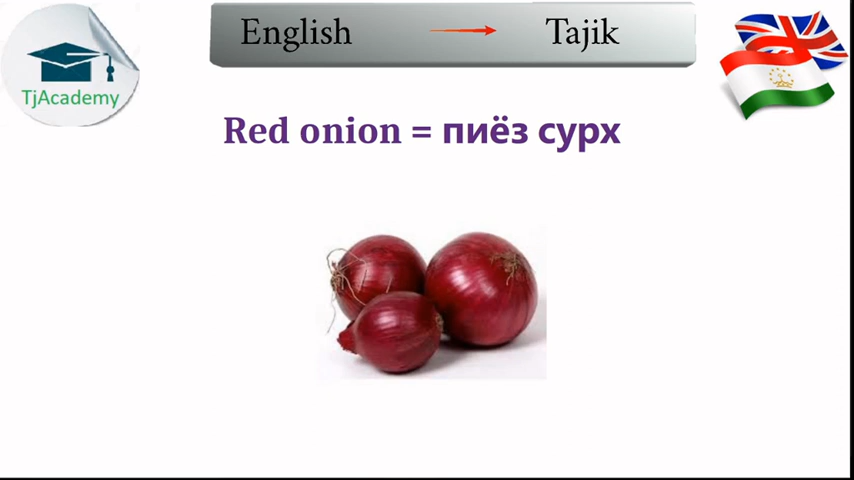 English Tajik
TjAcademy
Red onion = пиёз сурх